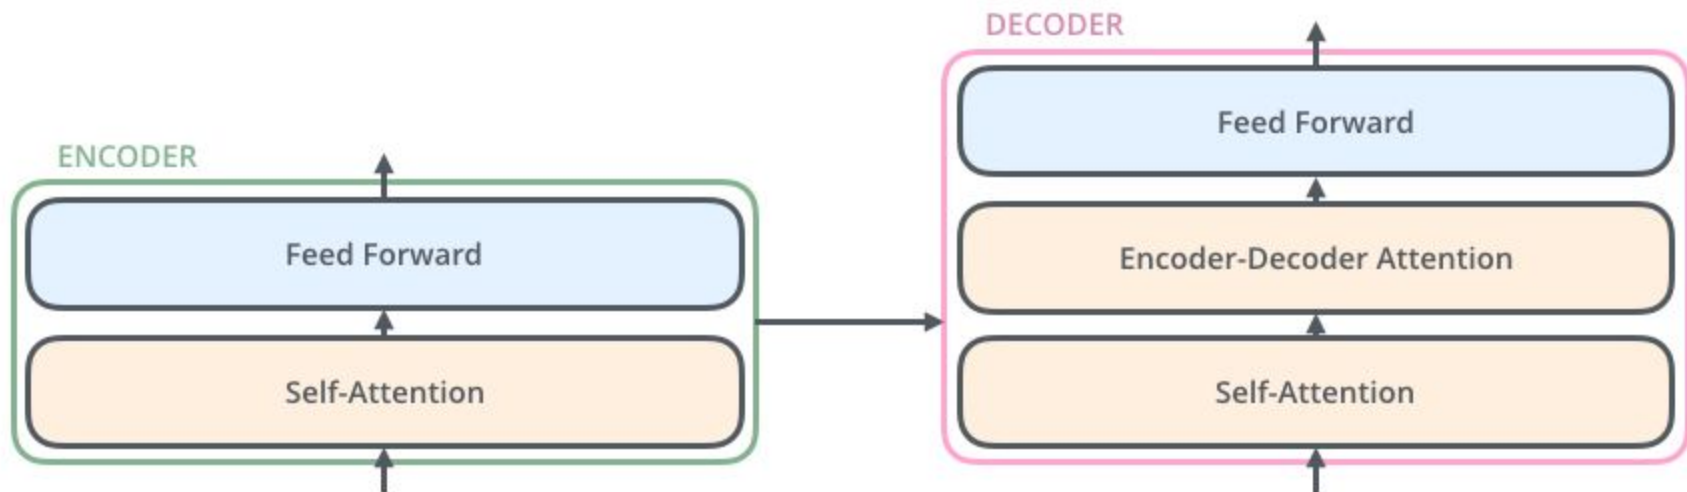 ENCODER
Feed Forward
Self-Attention
DECODER
Feed Forward
Encoder-Decoder Attention
Self-Attention